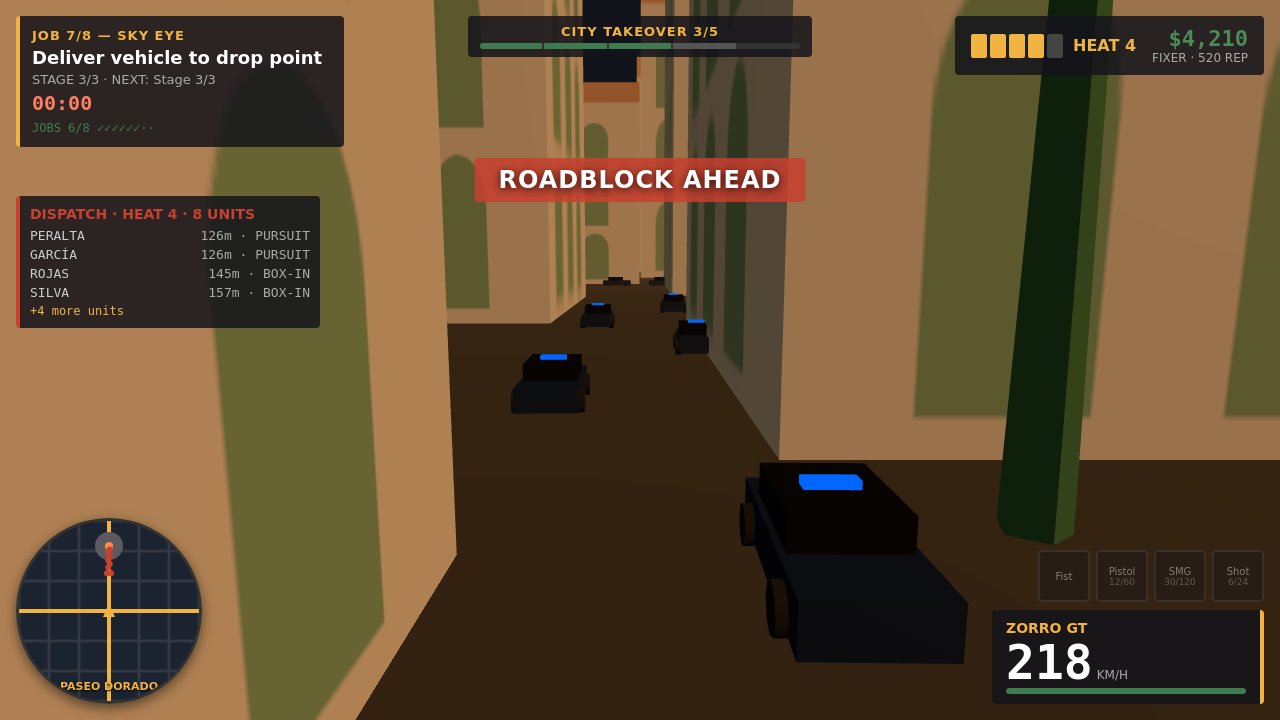 JOB 7/8 — SKY EYE
Deliver vehicle to drop point
STAGE 3/3 · NEXT: Stage 3/3
00:00
JOBS 6/8 ✓✓✓✓✓✓··
CITY TAKEOVER 3/5
HEAT 4
$4,210
FIXER · 520 REP
ROADBLOCK AHEAD
DISPATCH · HEAT 4 · 8 UNITS
PERALTA 126m · PURSUIT
GARCÍA 126m · PURSUIT
ROJAS 145m · BOX-IN
SILVA 157m · BOX-IN
+4 more units
PASEO DORADO
Fist
Pistol
12/60
SMG
30/120
Shot
6/24
ZORRO GT
218 KM/H